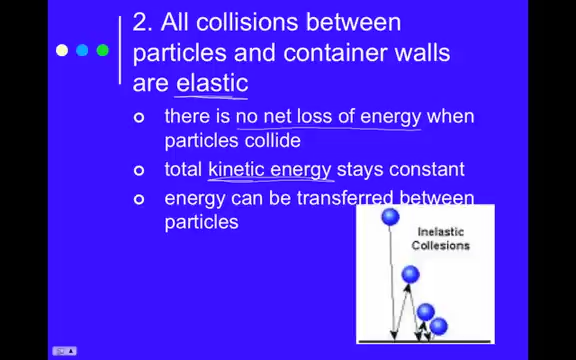 2. All collisions between
particles and container walls
are elastic
there is no net loss of energy when
particles collide
total kinetic energy stays constant
energy can be transferred between
particles
Inelastic
Collesions